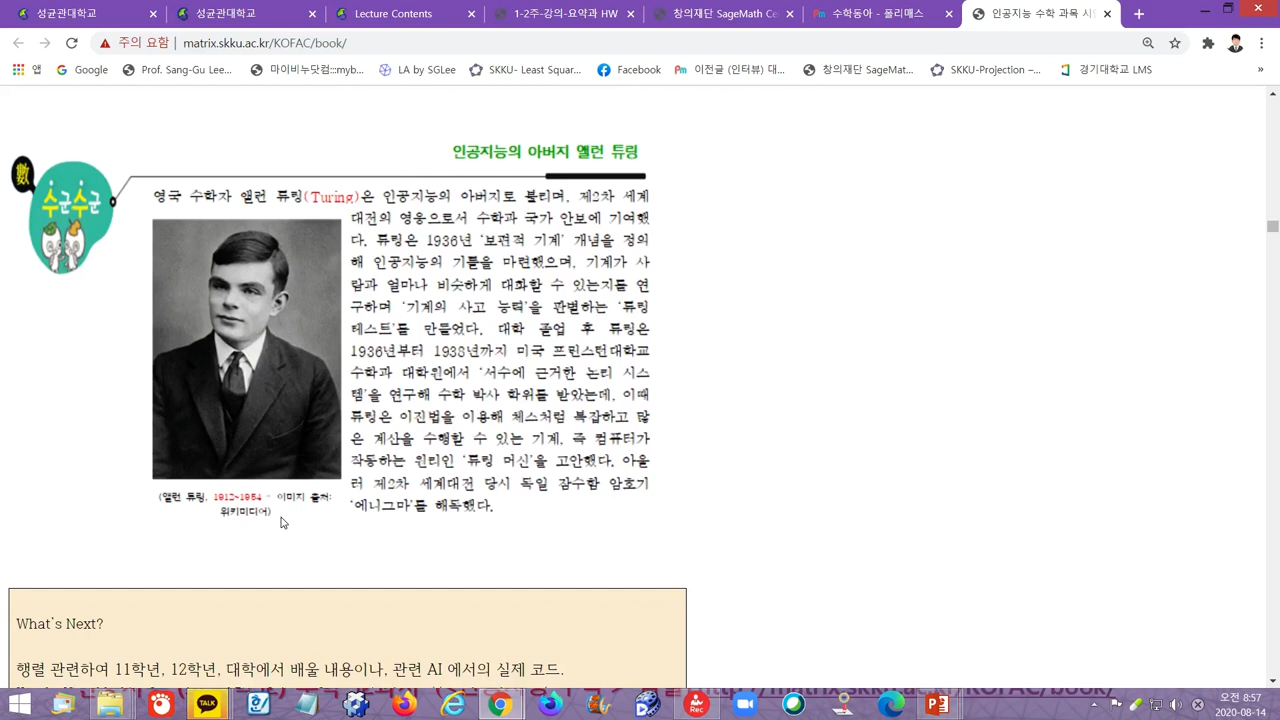 성균관대학교
성균관대학교
Lecture Contents
1-2주-강의-요약과 HW
창의재단 SageMath Ce
수학동아 - 폴리매스
인공지능 수학 과목 시
주의 요함 | matrix.skku.ac.kr/KOFAC/book/
앱
Google
Prof. Sang-Gu Lee...
마이비누닷컴:::myb...
LA by SGLee
SKKU- Least Squar...
Facebook
이전글 (인터뷰) 대...
창의재단 SageMat...
SKKU-Projection –...
경기대학교 LMS
»
인공지능의 아버지 앨런 튜링
數
수군수군
영국 수학자 앨런 튜링(Turing)은 인공지능의 아버지로 불리며, 제2차 세계
대전의 영웅으로서 수학과 국가 안보에 기여했
다. 튜링은 1936년 ‘보편적 기계’ 개념을 정의
해 인공지능의 기틀을 마련했으며, 기계가 사
람과 얼마나 비슷하게 대화할 수 있는지를 연
구하며 ‘기계의 사고 능력’을 판별하는 ‘튜링
테스트’를 만들었다. 대학 졸업 후 튜링은
1936년부터 1938년까지 미국 프린스턴대학교
수학과 대학원에서 ‘서수에 근거한 논리 시스
템’을 연구해 수학 박사 학위를 받았는데, 이때
튜링은 이진법을 이용해 체스처럼 복잡하고 많
은 계산을 수행할 수 있는 기계, 즉 컴퓨터가
작동하는 원리인 ‘튜링 머신’을 고안했다. 아울
러 제2차 세계대전 당시 독일 잠수함 암호기
‘에니그마’를 해독했다.
(앨런 튜링, 1912~1954 - 이미지 출처:
위키미디어)
What's Next?
행렬 관련하여 11학년, 12학년, 대학에서 배울 내용이나, 관련 AI 에서의 실제 코드.
http://matrix.skku.ac.kr/KOFAC/book/
TALK
Rec
오전 8:57
2020-08-14